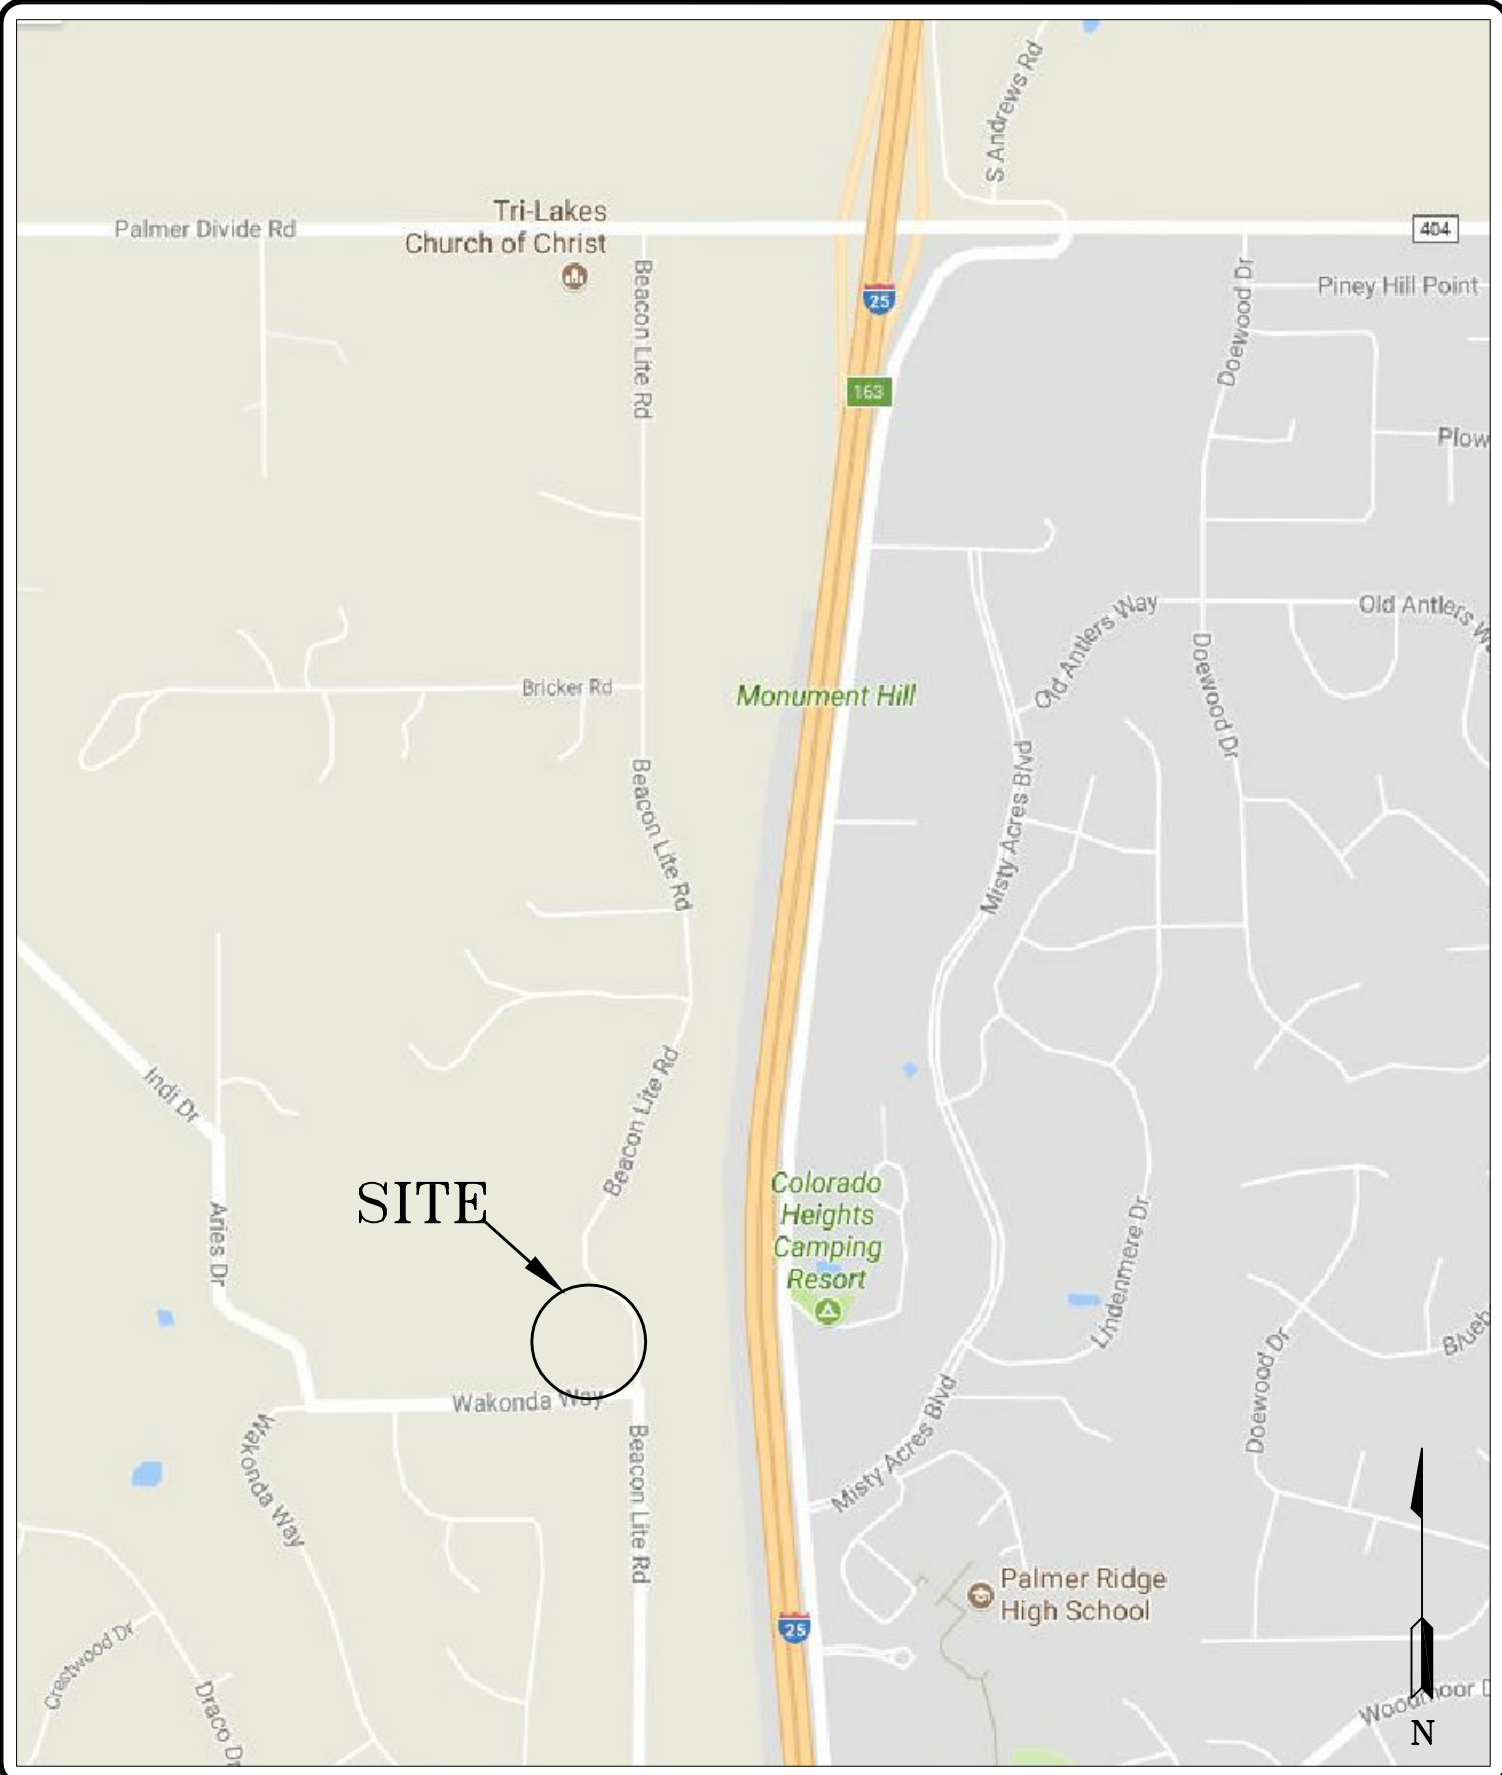 S Andrews Rd
Palmer Divide Rd
Tri-Lakes
Church of Christ
404
Beacon Lite Rd
25
Doewood Dr
Piney Hill Point
163
Plow
Old Antlers Way
Old Antlers W
Bricker Rd
Monument Hill
Doewood Dr
Beacon Lite Rd
Misty Acres Blvd
Indi Dr
Beacon Lite Rd
SITE
Colorado
Heights
Camping
Resort
Aries Dr
Lindenmere Dr
Blueb
Doewood Dr
Wakonda Way
Wakonda Way
Misty Acres Blvd
Beacon Lite Rd
Palmer Ridge
High School
25
Crestwood Dr
Draco Dr
Woodmoor D
N